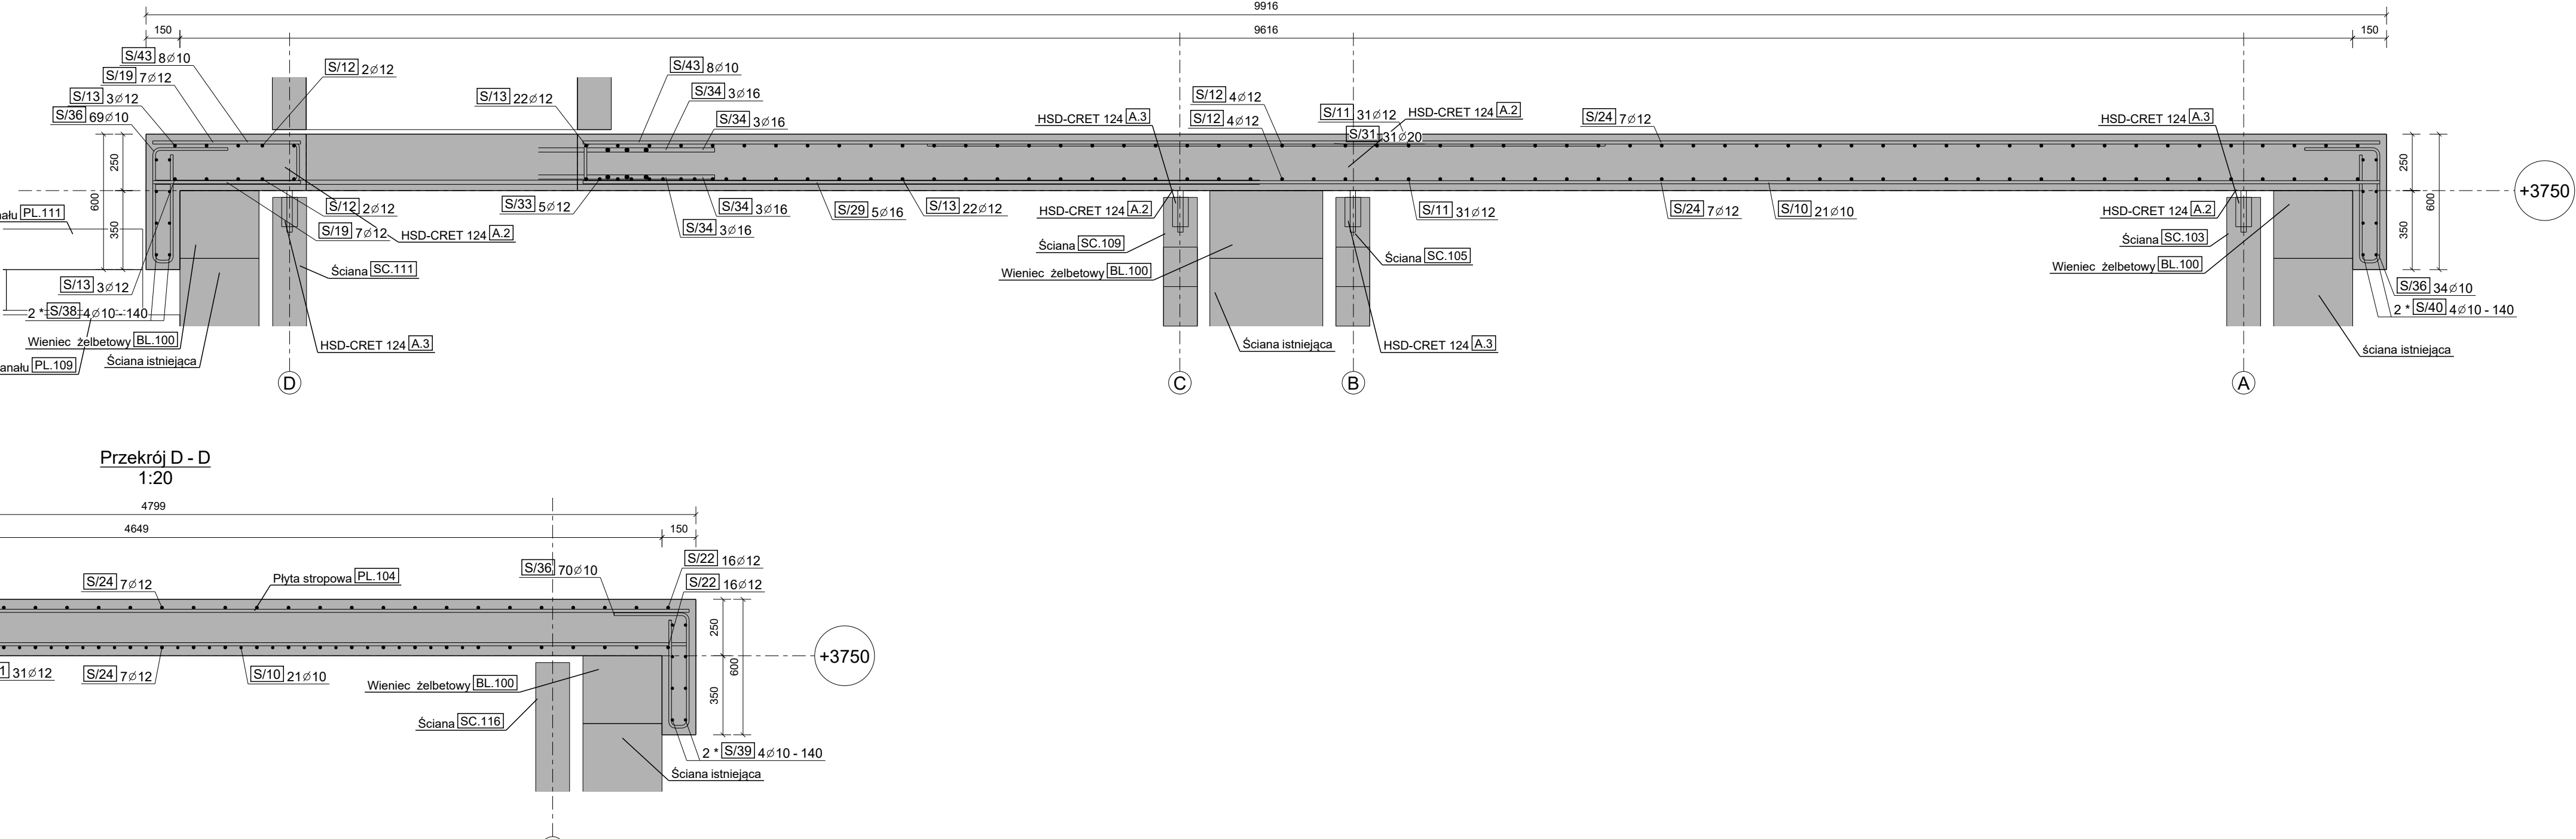 9916
150
9616
150
S/43 8⌀10
S/19 7⌀12
S/13 3⌀12
S/36 69⌀10
S/12 2⌀12
S/13 22⌀12
S/43 8⌀10
S/34 3⌀16
S/34 3⌀16
HSD-CRET 124 A.3
S/12 4⌀12
S/12 4⌀12
S/11 31⌀12
HSD-CRET 124 A.2
S/31 31⌀20
S/24 7⌀12
HSD-CRET 124 A.3
250
600
350
250
600
350
+3750
PL.111
S/12 2⌀12
S/19 7⌀12
HSD-CRET 124 A.2
S/33 5⌀12
S/34 3⌀16
S/34 3⌀16
S/29 5⌀16
S/13 22⌀12
HSD-CRET 124 A.2
S/11 31⌀12
S/24 7⌀12
S/10 21⌀10
HSD-CRET 124 A.2
Ściana SC.109
Ściana SC.105
Ściana SC.103
Wieniec żelbetowy BL.100
Wieniec żelbetowy BL.100
Ściana SC.111
S/13 3⌀12
2 * S/38 4⌀10 - 140
S/36 34⌀10
2 * S/40 4⌀10 - 140
Wieniec żelbetowy BL.100
Ściana istniejąca
HSD-CRET 124 A.3
Ściana istniejąca
HSD-CRET 124 A.3
ściana istniejąca
anału PL.109
D
C
B
A
Przekrój D - D
1:20
4799
4649
150
S/24 7⌀12
Płyta stropowa PL.104
S/36 70⌀10
S/22 16⌀12
S/22 16⌀12
250
600
350
+3750
1 31⌀12
S/24 7⌀12
S/10 21⌀10
Wieniec żelbetowy BL.100
Ściana SC.116
2 * S/39 4⌀10 - 140
Ściana istniejąca